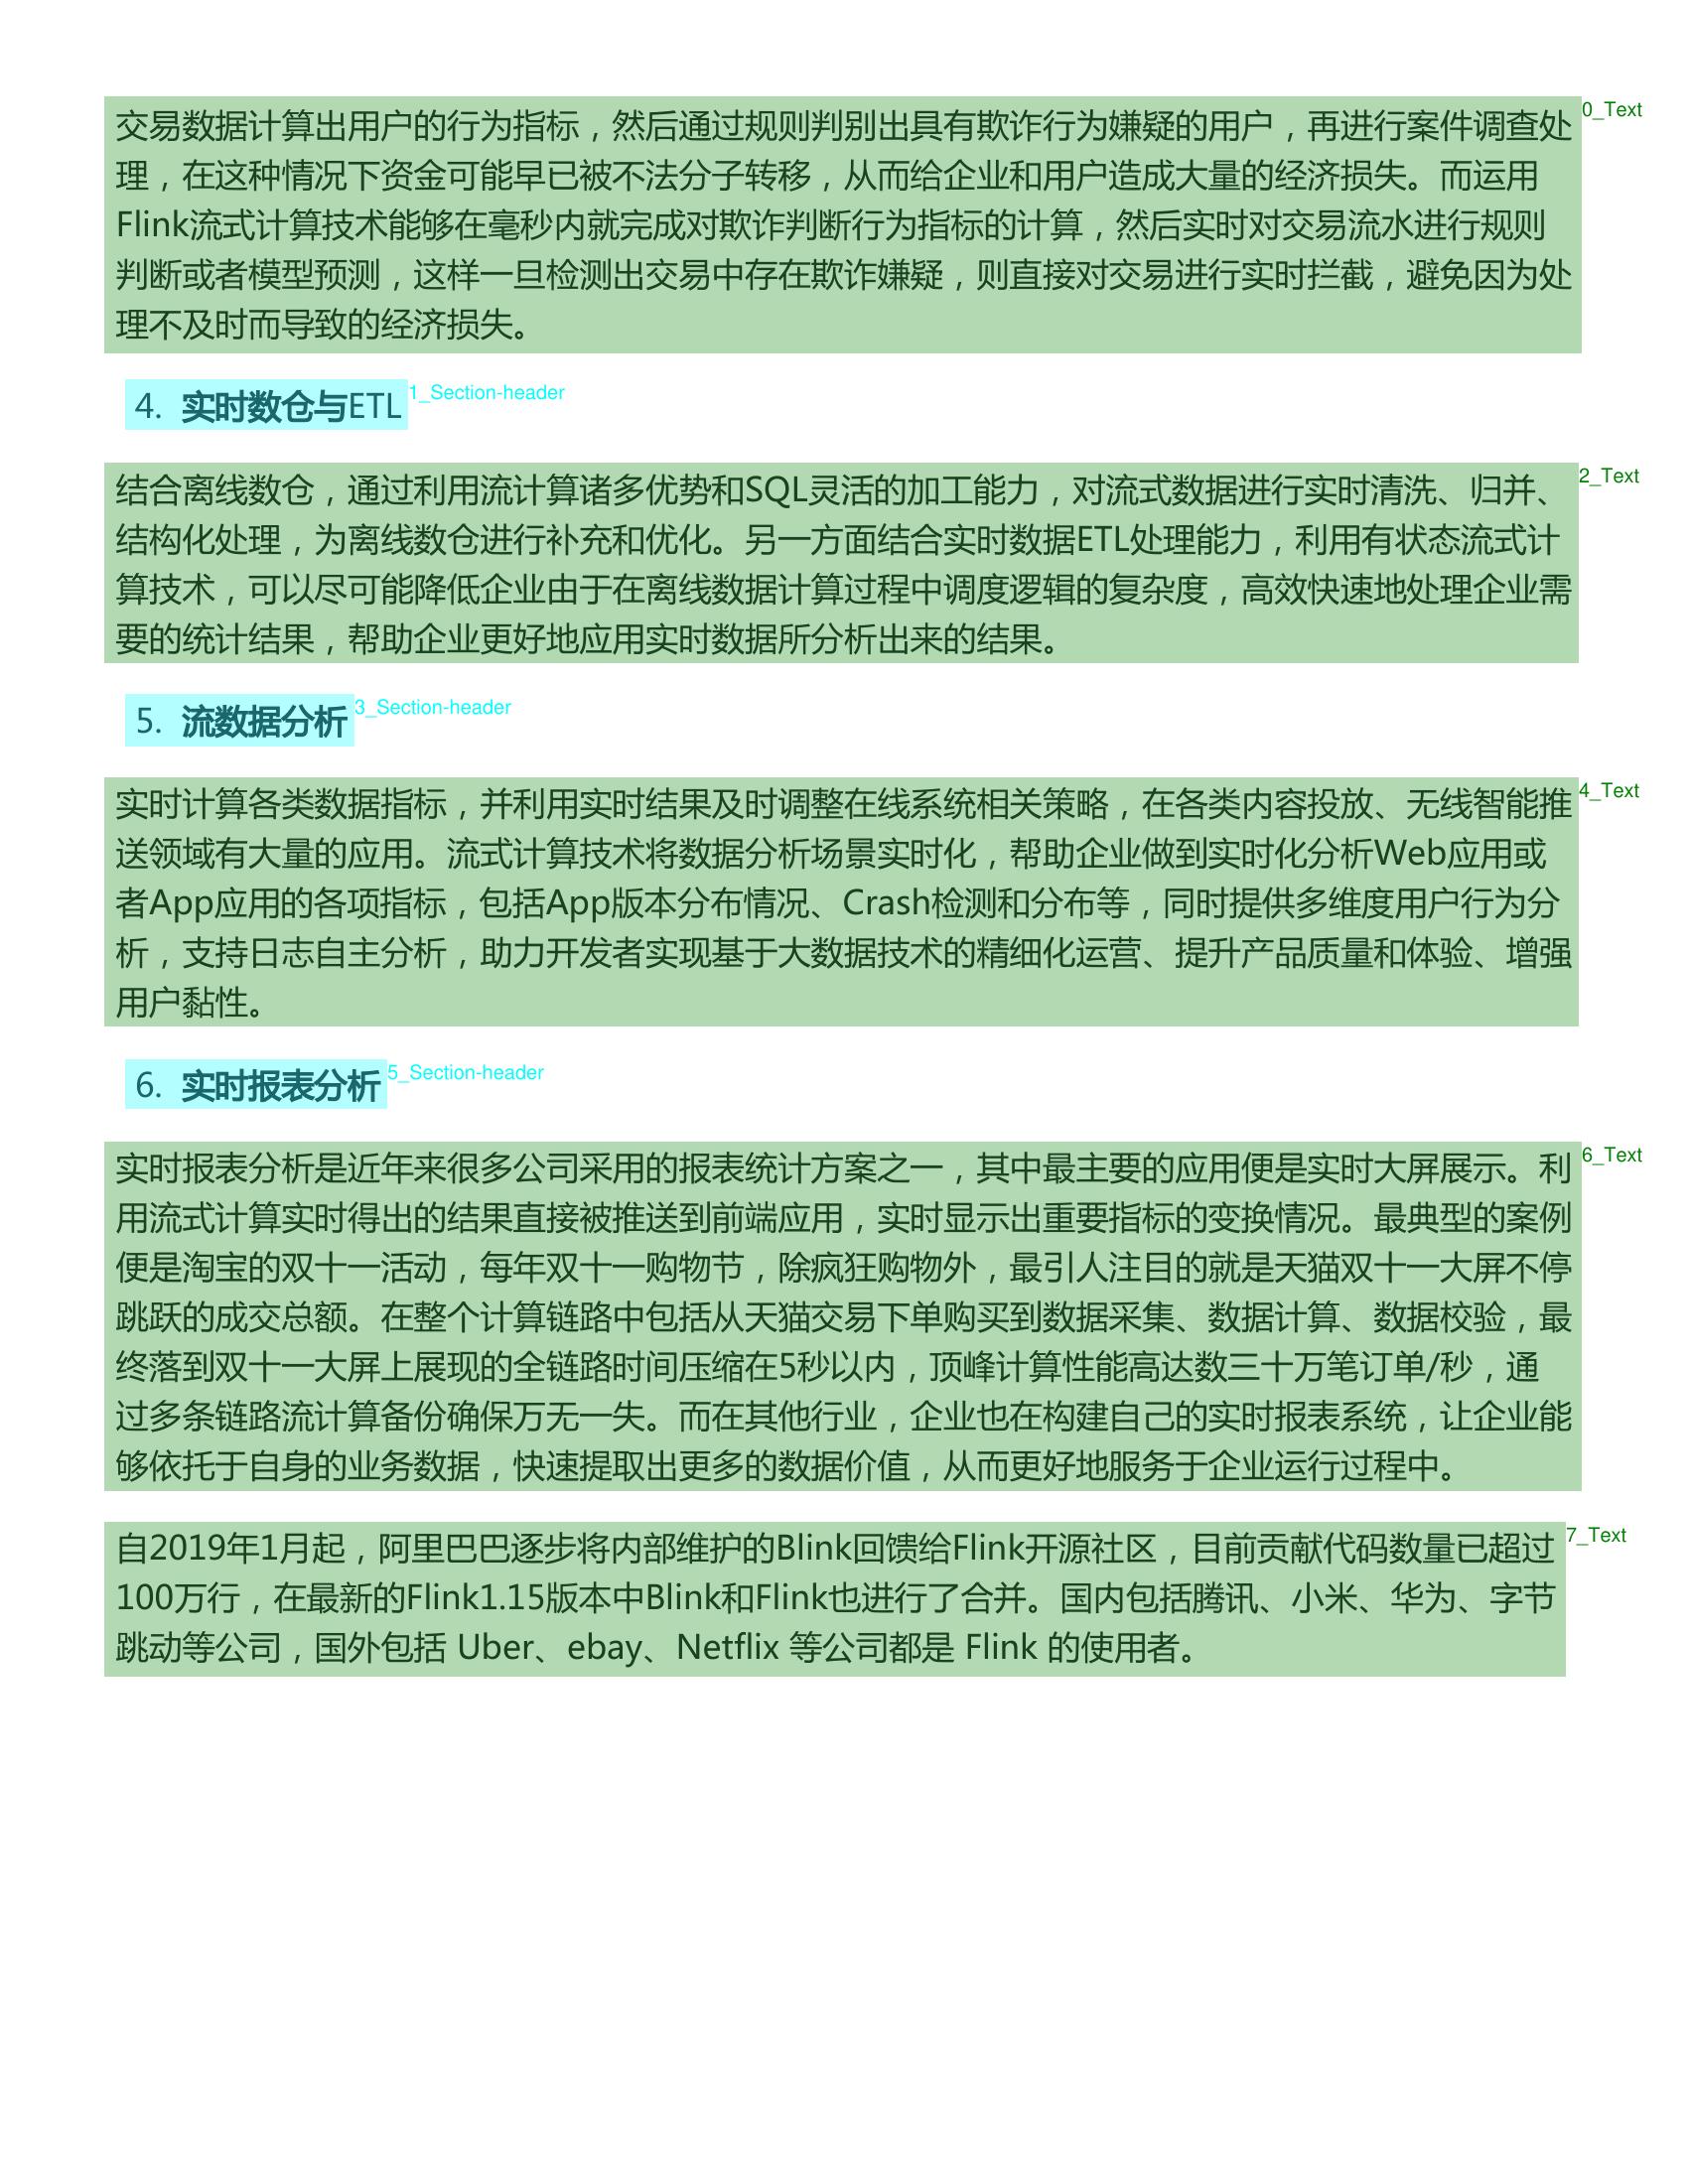 交易数据计算出用户的行为指标，然后通过规则判别出具有欺诈行为嫌疑的用户，再进行案件调查处
0_Text
理，在这种情况下资金可能早已被不法分子转移，从而给企业和用户造成大量的经济损失。而运用
Flink流式计算技术能够在毫秒内就完成对欺诈判断行为指标的计算，然后实时对交易流水进行规则
判断或者模型预测，这样一旦检测出交易中存在欺诈嫌疑，则直接对交易进行实时拦截，避免因为处
理不及时而导致的经济损失。
4. 实时数仓与ETL
1_Section-header
结合离线数仓，通过利用流计算诸多优势和SQL灵活的加工能力，对流式数据进行实时清洗、归并、
2_Text
结构化处理，为离线数仓进行补充和优化。另一方面结合实时数据ETL处理能力，利用有状态流式计
算技术，可以尽可能降低企业由于在离线数据计算过程中调度逻辑的复杂度，高效快速地处理企业需
要的统计结果，帮助企业更好地应用实时数据所分析出来的结果。
5. 流数据分析
3_Section-header
实时计算各类数据指标，并利用实时结果及时调整在线系统相关策略，在各类内容投放、无线智能推
4_Text
送领域有大量的应用。流式计算技术将数据分析场景实时化，帮助企业做到实时化分析Web应用或
者App应用的各项指标，包括App版本分布情况、Crash检测和分布等，同时提供多维度用户行为分
析，支持日志自主分析，助力开发者实现基于大数据技术的精细化运营、提升产品质量和体验、增强
用户黏性。
6. 实时报表分析
5_Section-header
实时报表分析是近年来很多公司采用的报表统计方案之一，其中最主要的应用便是实时大屏展示。利
6_Text
用流式计算实时得出的结果直接被推送到前端应用，实时显示出重要指标的变换情况。最典型的案例
便是淘宝的双十一活动，每年双十一购物节，除疯狂购物外，最引人注目的就是天猫双十一大屏不停
跳跃的成交总额。在整个计算链路中包括从天猫交易下单购买到数据采集、数据计算、数据校验，最
终落到双十一大屏上展现的全链路时间压缩在5秒以内，顶峰计算性能高达数三十万笔订单/秒，通
过多条链路流计算备份确保万无一失。而在其他行业，企业也在构建自己的实时报表系统，让企业能
够依托于自身的业务数据，快速提取出更多的数据价值，从而更好地服务于企业运行过程中。
自2019年1月起，阿里巴巴逐步将内部维护的Blink回馈给Flink开源社区，目前贡献代码数量已超过
7_Text
100万行，在最新的Flink1.15版本中Blink和Flink也进行了合并。国内包括腾讯、小米、华为、字节
跳动等公司，国外包括 Uber、ebay、Netflix 等公司都是 Flink 的使用者。